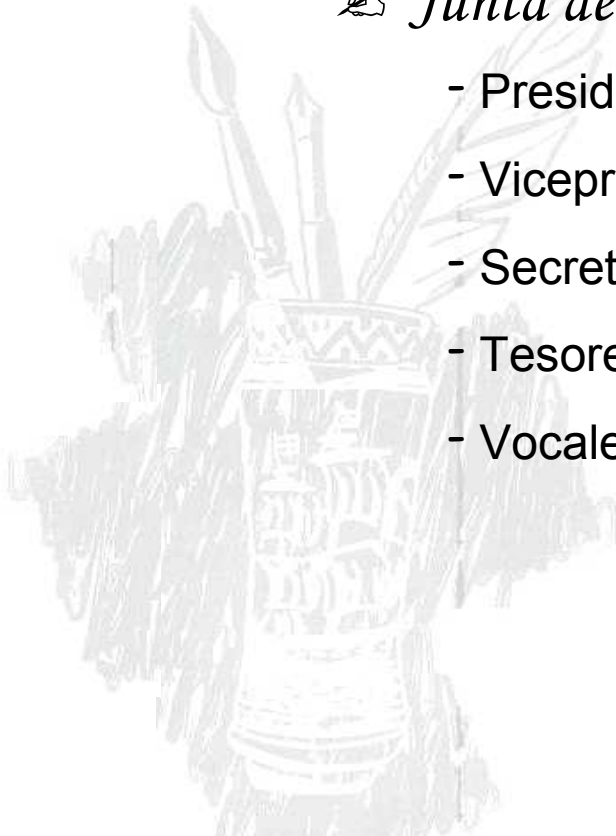 Junta de
- Presid
- Vicepr
- Secret
- Tesore
- Vocale